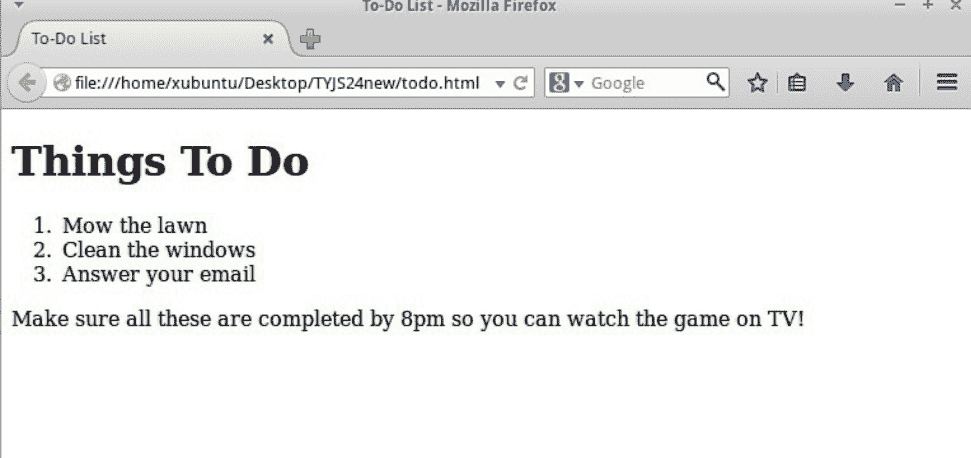 To-Do List - Mozilla Firefox
To-Do List
file:///home/xubuntu/Desktop/TYJS24new/todo.html
Google
Things To Do
1. Mow the lawn
2. Clean the windows
3. Answer your email
Make sure all these are completed by 8pm so you can watch the game on TV!